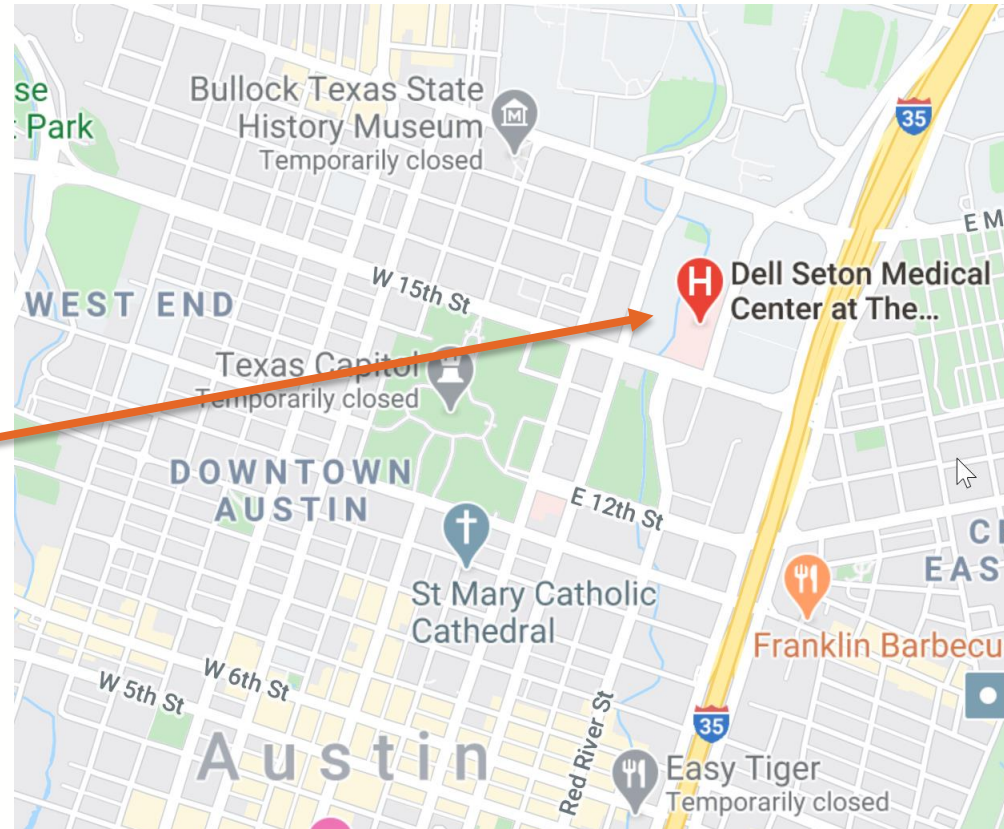 se
Park
Bullock Texas State
History Museum
Temporarily closed
35
E M
W 15th St
Dell Seton Medical
Center at The...
H
WEST END
Texas Capitol
Temporarily closed
DOWNTOWN
AUSTIN
E 12th St
CI
EAS
St Mary Catholic
Cathedral
Franklin Barbecu
W 6th St
W 5th St
Austin
Red River St
35
Easy Tiger
Temporarily closed